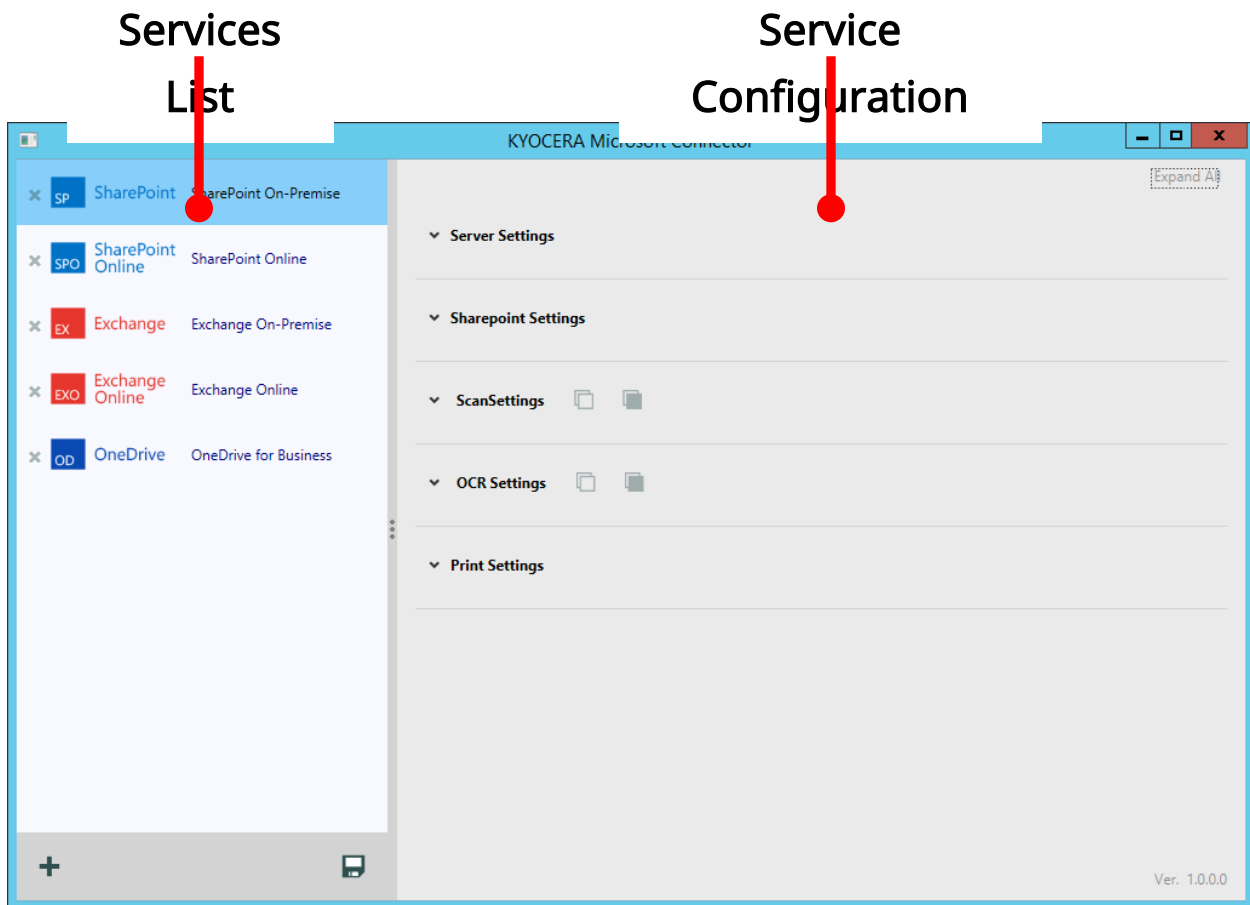 Services
List
Service
Configuration
KYOCERA Microsoft Connector
Expand All
SP SharePoint SharePoint On-Premise
SPO SharePoint Online SharePoint Online
EX Exchange Exchange On-Premise
EXO Exchange Online Exchange Online
OD OneDrive OneDrive for Business
Server Settings
Sharepoint Settings
ScanSettings
OCR Settings
Print Settings
Ver. 1.0.0.0